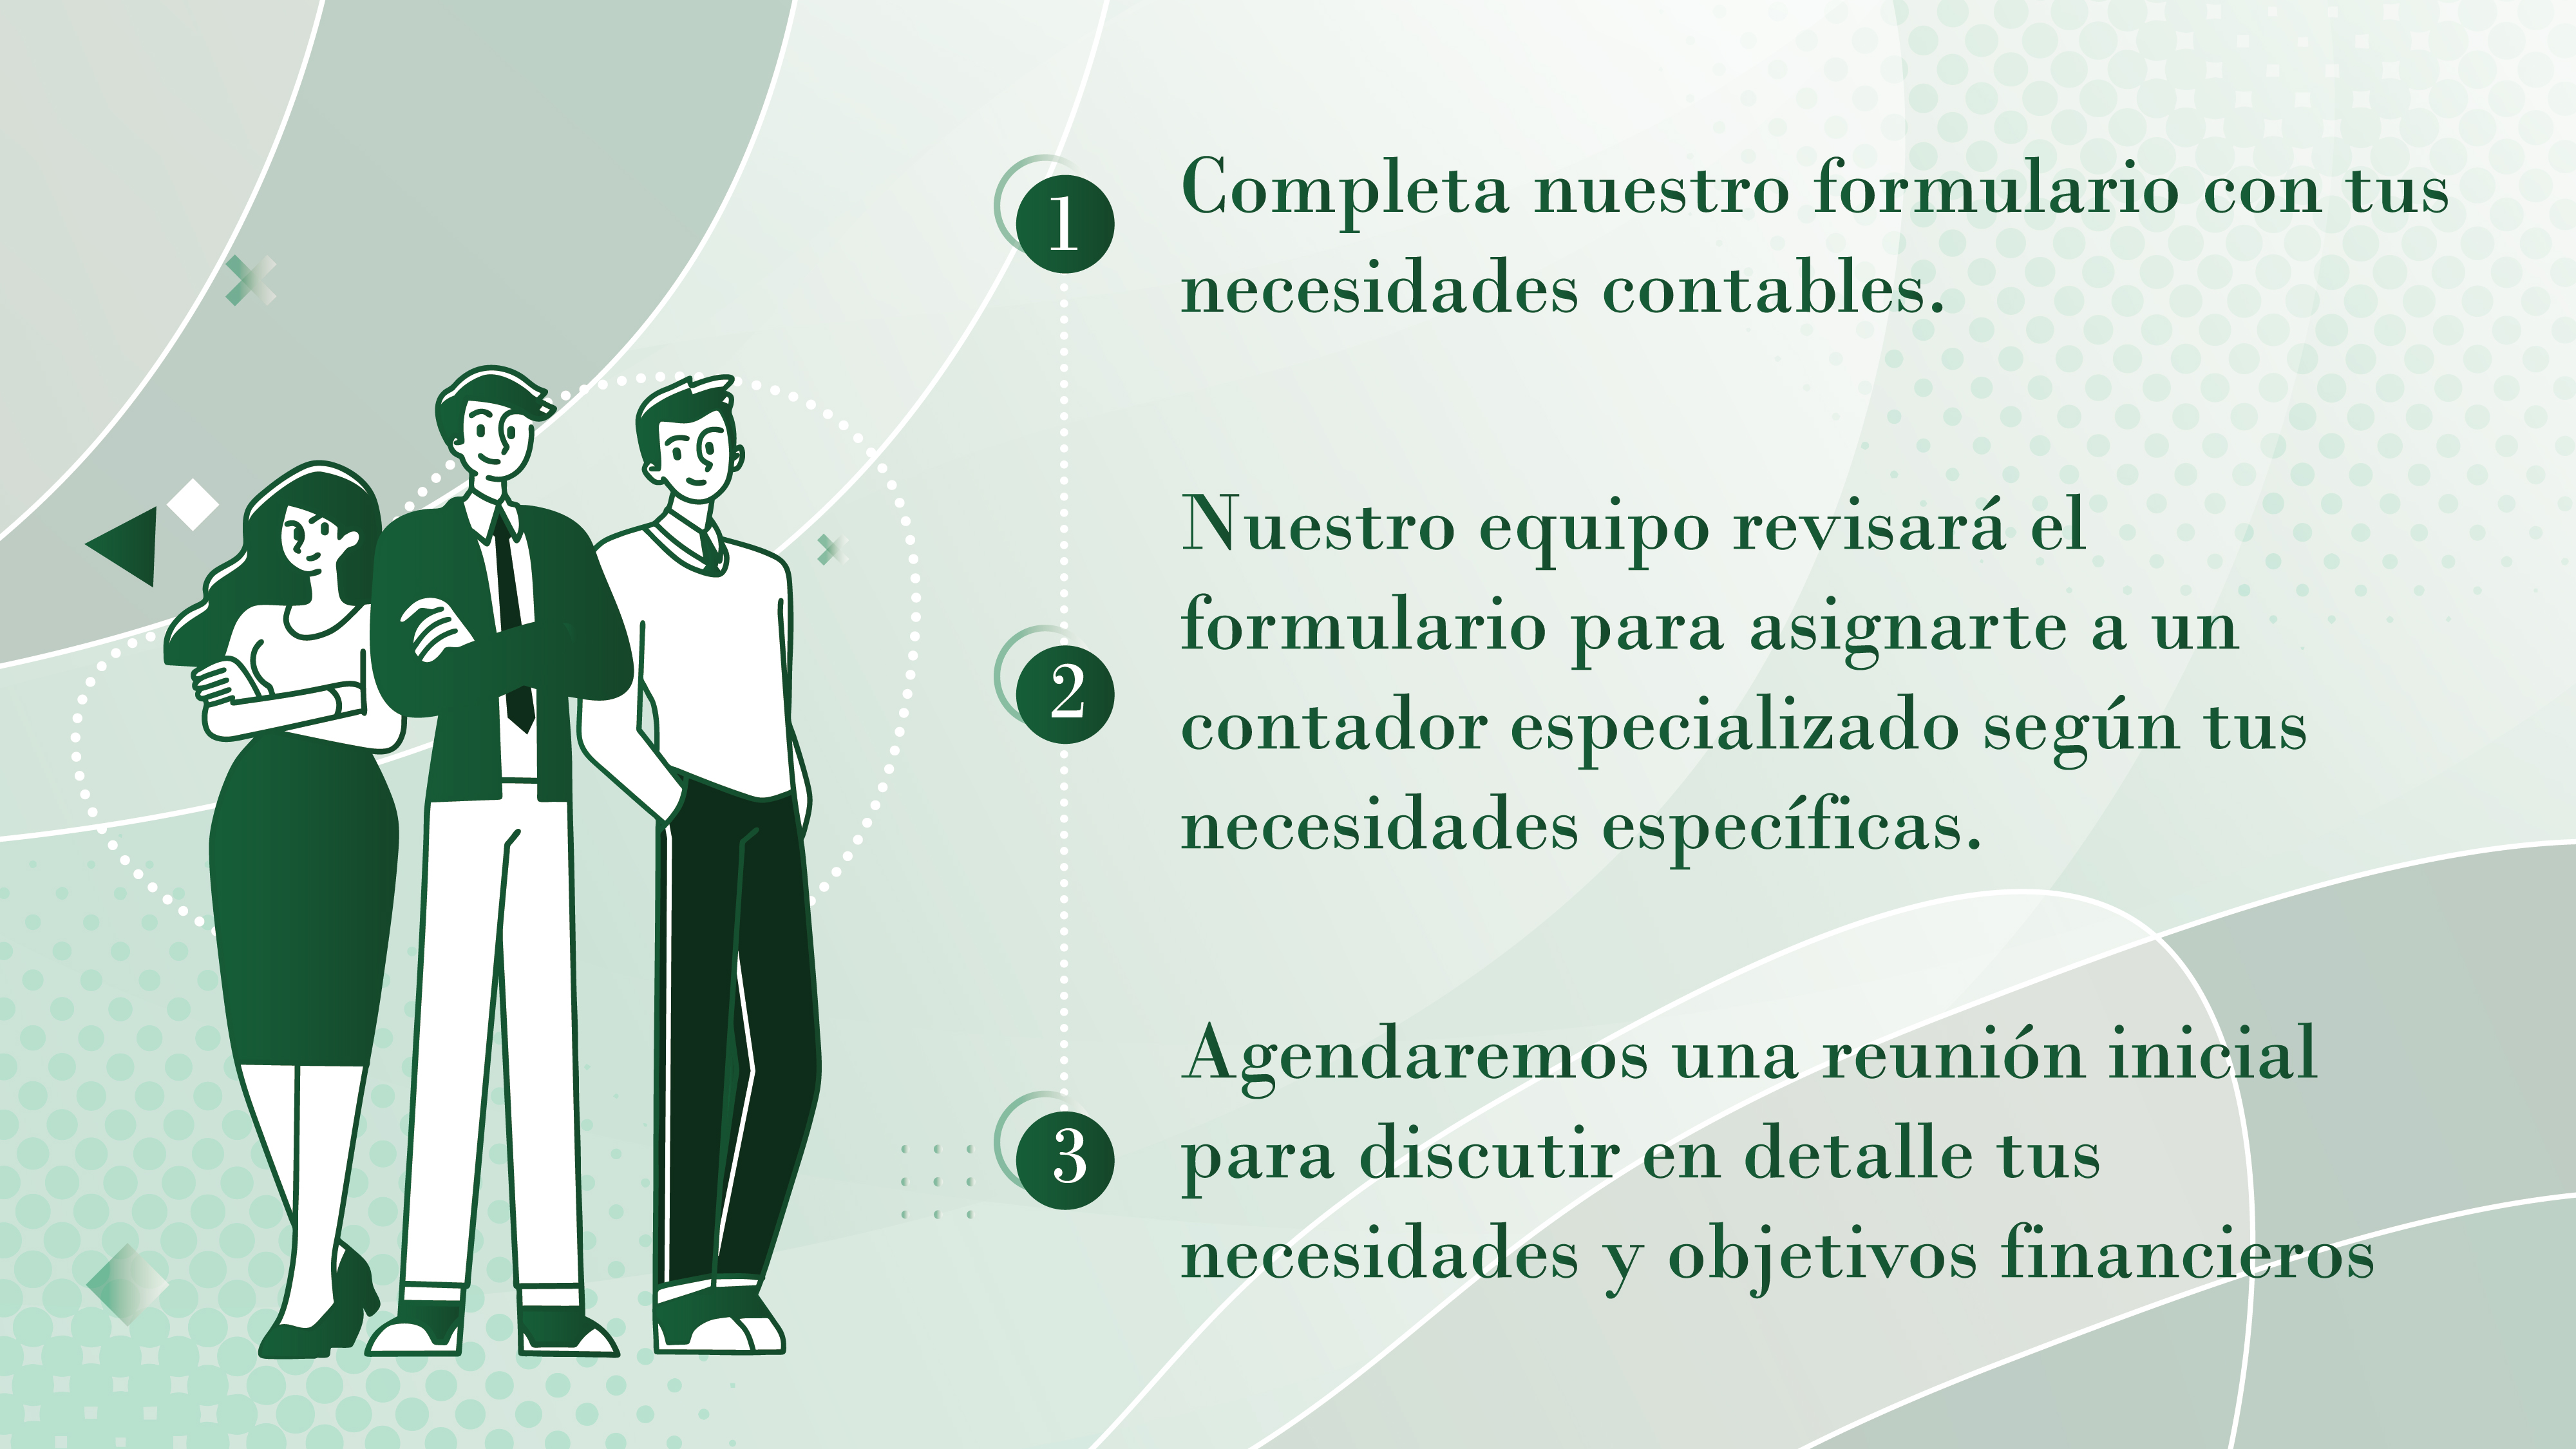 1
Completa nuestro formulario con tus
necesidades contables.
2
Nuestro equipo revisará el
formulario para asignarte a un
contador especializado según tus
necesidades específicas.
3
Agendaremos una reunión inicial
para discutir en detalle tus
necesidades y objetivos financieros